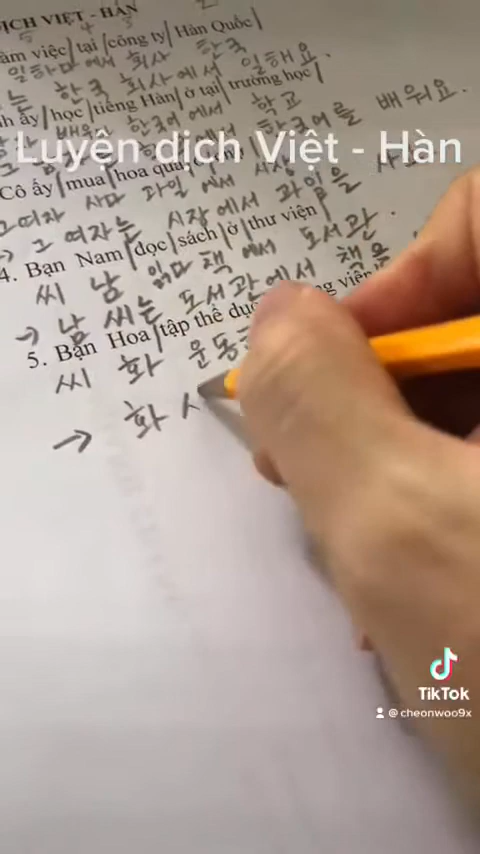 DỊCH VIỆT - HÀN
làm việc| tại |công ty| Hàn Quốc|
일하다 에서 회사 한국
는 한국 회사에서 일해요.
ấy|học|tiếng Hàn|ở tại| trường học|
배우다 한국어 에서 학교
한국어를 배워요.
Luyện dịch Việt - Hàn
Cô ấy|mua|hoa quả
그여자 사다 과일 에서 시장
→ 그 여자는 시장에서 과일을
4. Bạn Nam|đọc|sách|ở|thư viện|
씨 남 읽다 책 에서 도서관
→ 남 씨는 도서관에서 책을
5. Bạn Hoa|tập thể dục viên
씨 화 운동
→ 화
TikTok
@cheonwoo9x